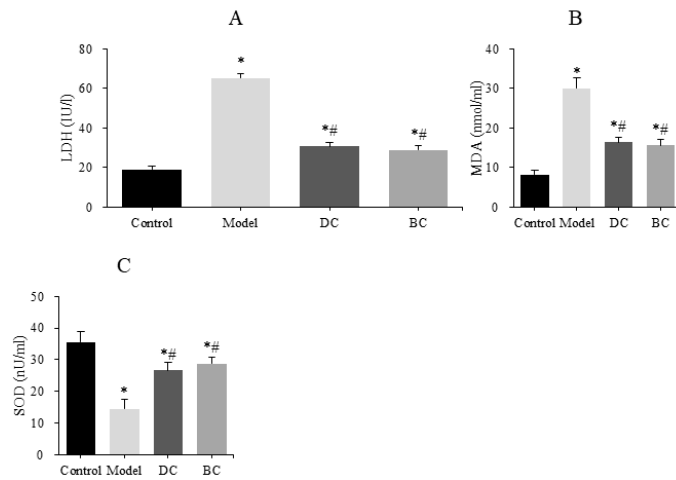 A
LDH (IU/l)
80
60
40
20
0
*
*#
*#
Control Model DC BC
B
MDA (nmol/ml)
40
30
20
10
0
*
*#
*#
Control Model DC BC
C
SOD (nU/ml)
50
40
30
20
10
0
*
*#
*#
Control Model DC BC